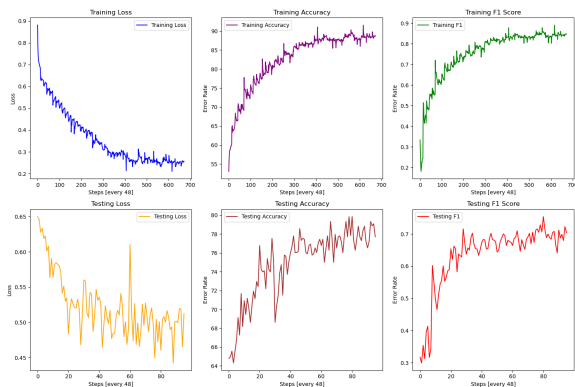 Training Loss
Training Accuracy
Training F1 Score
Training Loss
Training Accuracy
Training F1
Loss
Error Rate
Error Rate
0.9
0.8
0.7
0.6
0.5
0.4
0.3
0.2
90
85
80
75
70
65
60
55
0.9
0.8
0.7
0.6
0.5
0.4
0.3
0.2
0 100 200 300 400 500 600 700
0 100 200 300 400 500 600 700
0 100 200 300 400 500 600 700
Steps [every 48]
Steps [every 48]
Steps [every 48]
Testing Loss
Testing Accuracy
Testing F1 Score
Testing Loss
Testing Accuracy
Testing F1
Loss
Error Rate
Error Rate
0.65
0.60
0.55
0.50
0.45
80
78
76
74
72
70
68
66
64
0.7
0.6
0.5
0.4
0.3
0 20 40 60 80
0 20 40 60 80
0 20 40 60 80
Steps [every 48]
Steps [every 48]
Steps [every 48]